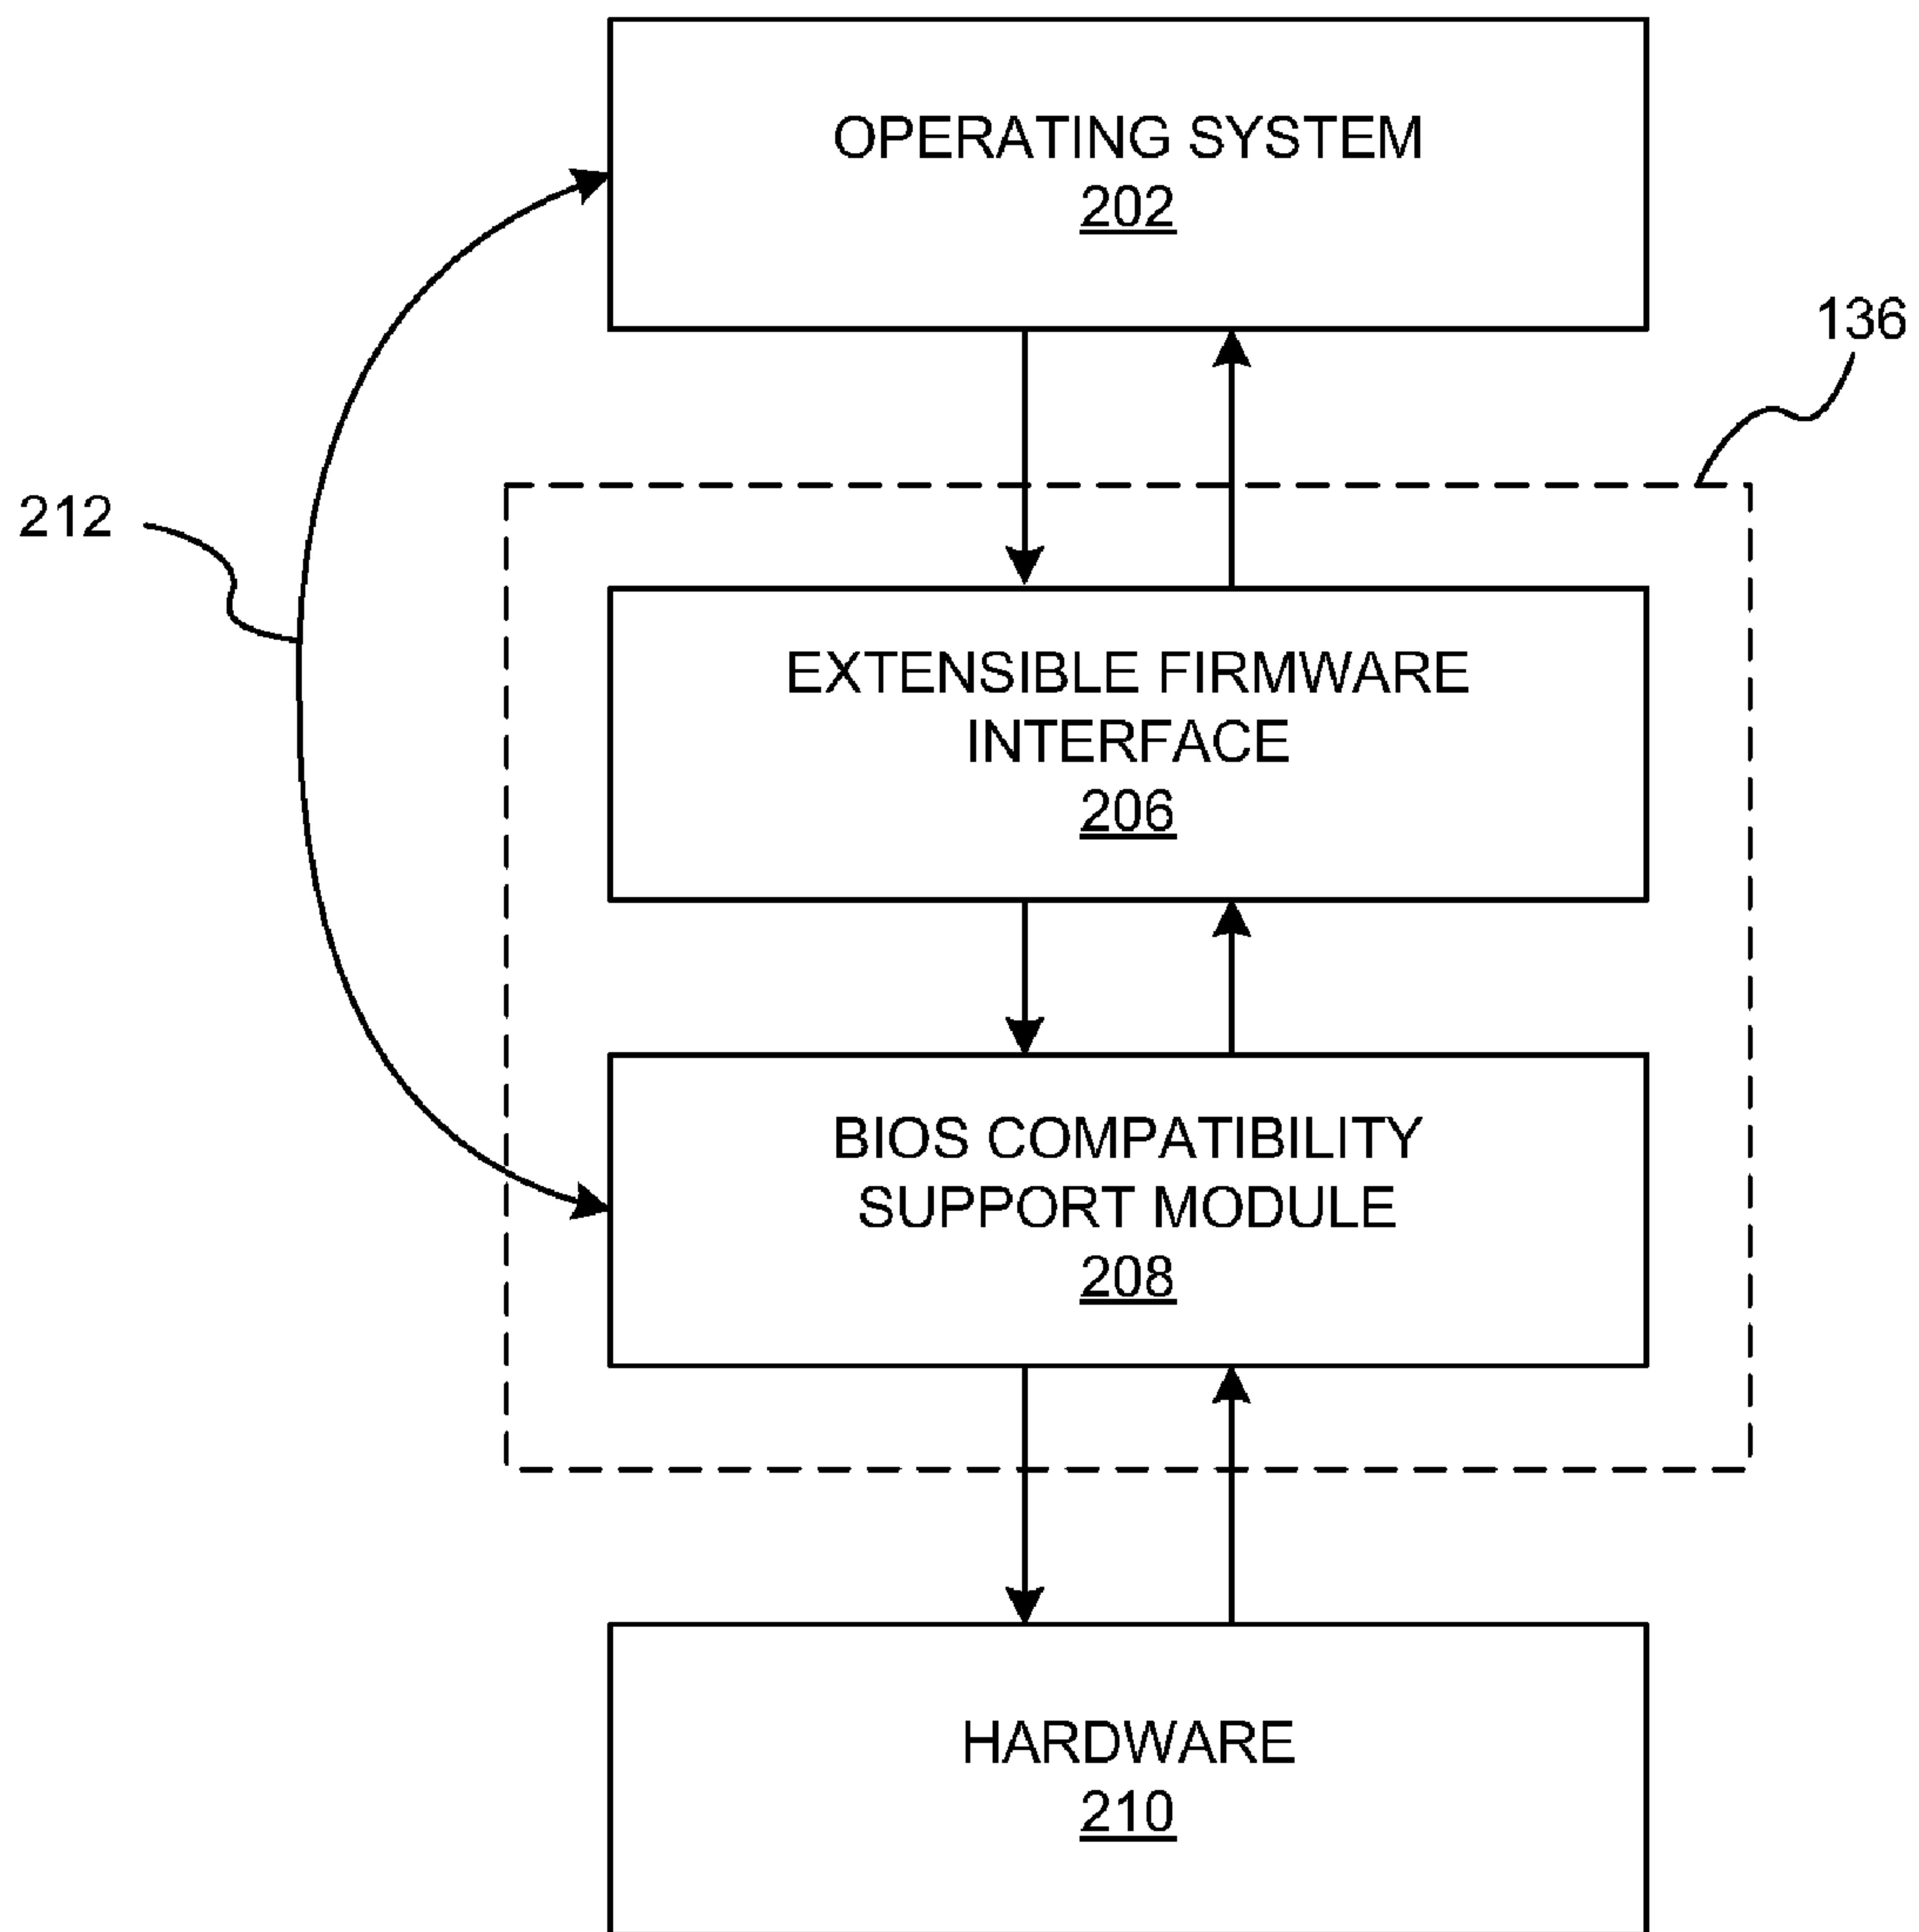 OPERATING SYSTEM
202
136
212
EXTENSIBLE FIRMWARE
INTERFACE
206
BIOS COMPATIBILITY
SUPPORT MODULE
208
HARDWARE
210